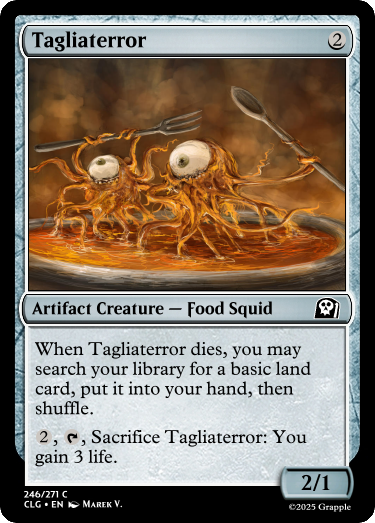 Tagliaterror 2
Artifact Creature — Food Squid
When Tagliaterror dies, you may
search your library for a basic land
card, put it into your hand, then
shuffle.
2, , Sacrifice Tagliaterror: You
gain 3 life.
2/1
246/271 C
CLG • EN Marek V.
©2025 Grapple